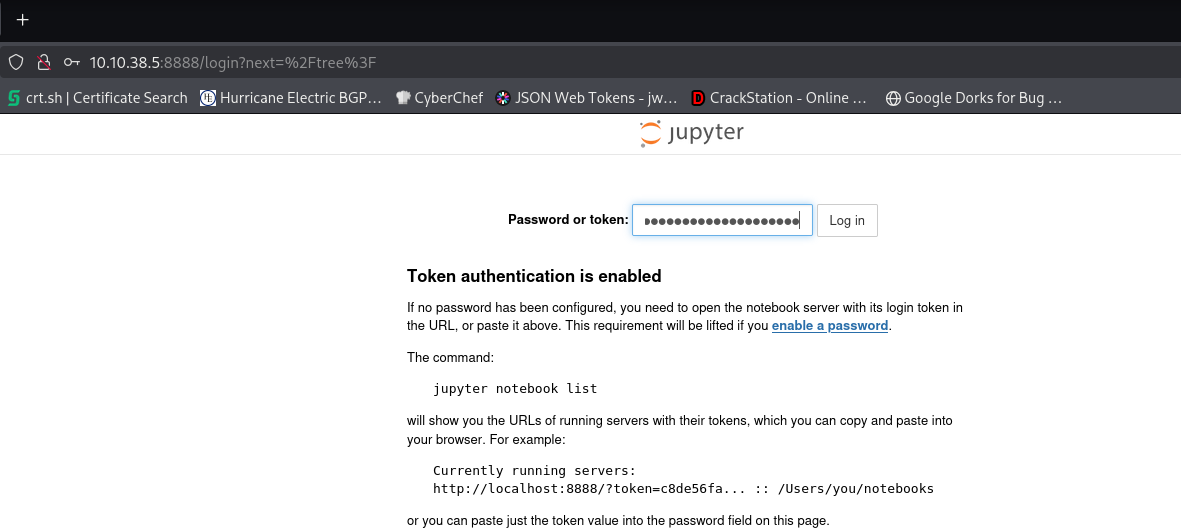 +
10.10.38.5:8888/login?next=%2Ftree%3F
crt.sh | Certificate Search Hurricane Electric BGP... CyberChef JSON Web Tokens - jw... CrackStation - Online ... Google Dorks for Bug ...
jupyter
Password or token: Log in
Token authentication is enabled
If no password has been configured, you need to open the notebook server with its login token in
the URL, or paste it above. This requirement will be lifted if you enable a password.
The command:
jupyter notebook list
will show you the URLs of running servers with their tokens, which you can copy and paste into
your browser. For example:
Currently running servers:
http://localhost:8888/?token=c8de56fa... :: /Users/you/notebooks
or you can paste just the token value into the password field on this page.